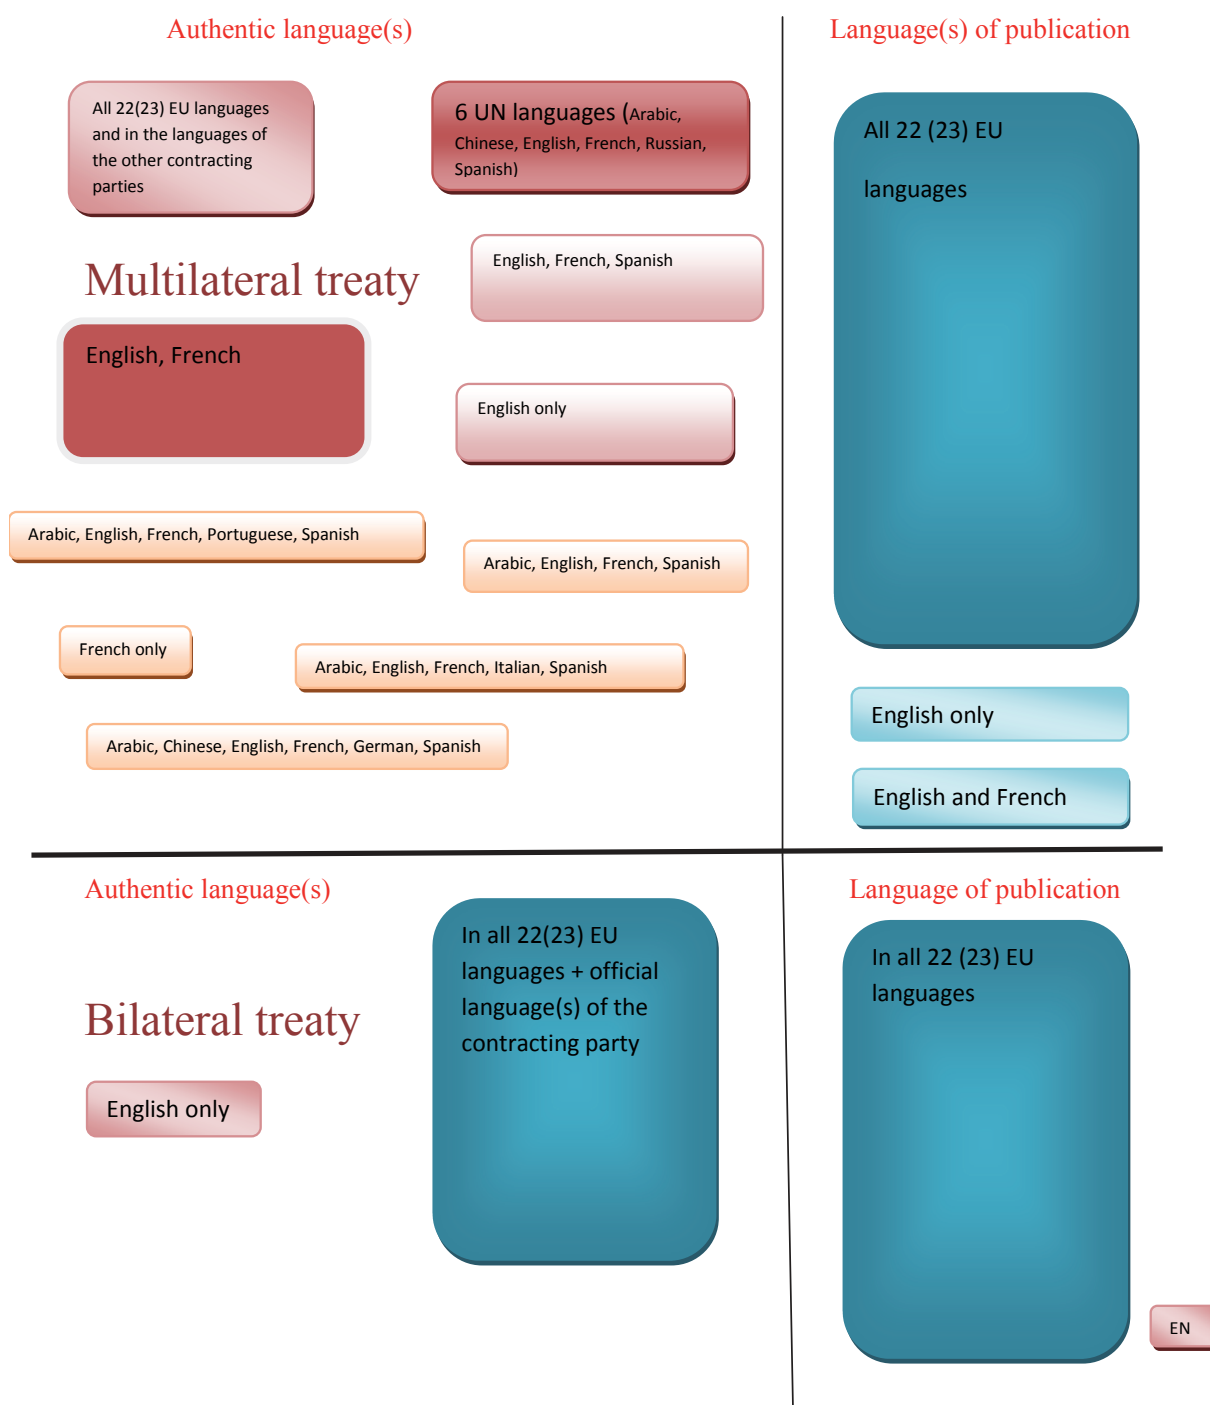 Authentic language(s)
Language(s) of publication
All 22(23) EU languages
and in the languages of
the other contracting
parties
6 UN languages (Arabic,
Chinese, English, French, Russian,
Spanish)
All 22 (23) EU
languages
English, French, Spanish
Multilateral treaty
English, French
English only
Arabic, English, French, Portuguese, Spanish
Arabic, English, French, Spanish
French only
Arabic, English, French, Italian, Spanish
Arabic, Chinese, English, French, German, Spanish
English only
English and French
Authentic language(s)
Language of publication
In all 22(23) EU
languages + official
language(s) of the
contracting party
In all 22 (23) EU
languages
Bilateral treaty
English only
EN